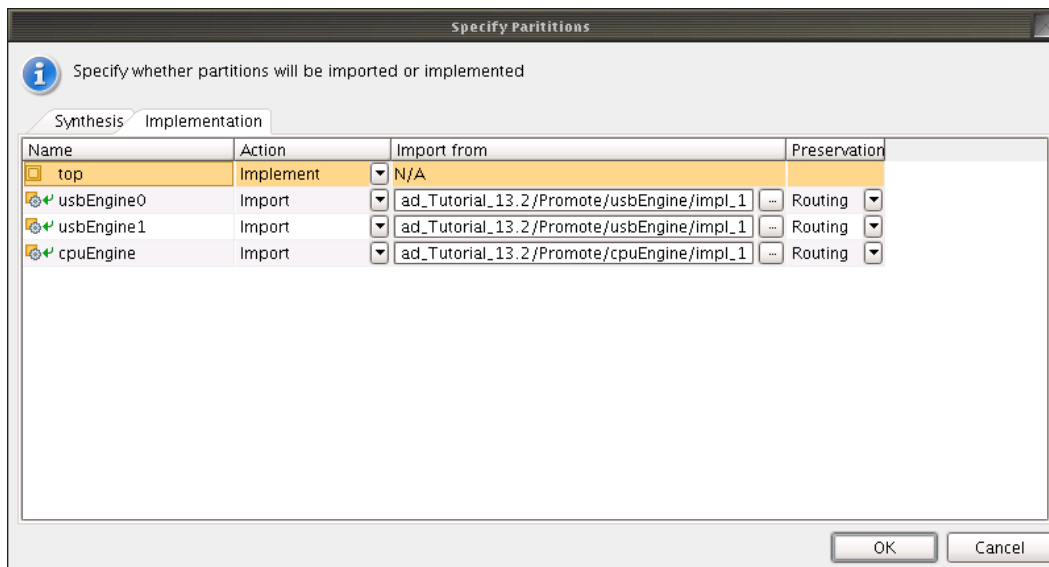 Specify Parititions
Specify whether partitions will be imported or implemented
Synthesis Implementation
Name Action Import from Preservation
top Implement N/A
usbEngine0 Import ad_Tutorial_13.2/Promote/usbEngine/impl_1 ... Routing
usbEngine1 Import ad_Tutorial_13.2/Promote/usbEngine/impl_1 ... Routing
cpuEngine Import ad_Tutorial_13.2/Promote/cpuEngine/impl_1 ... Routing
OK Cancel